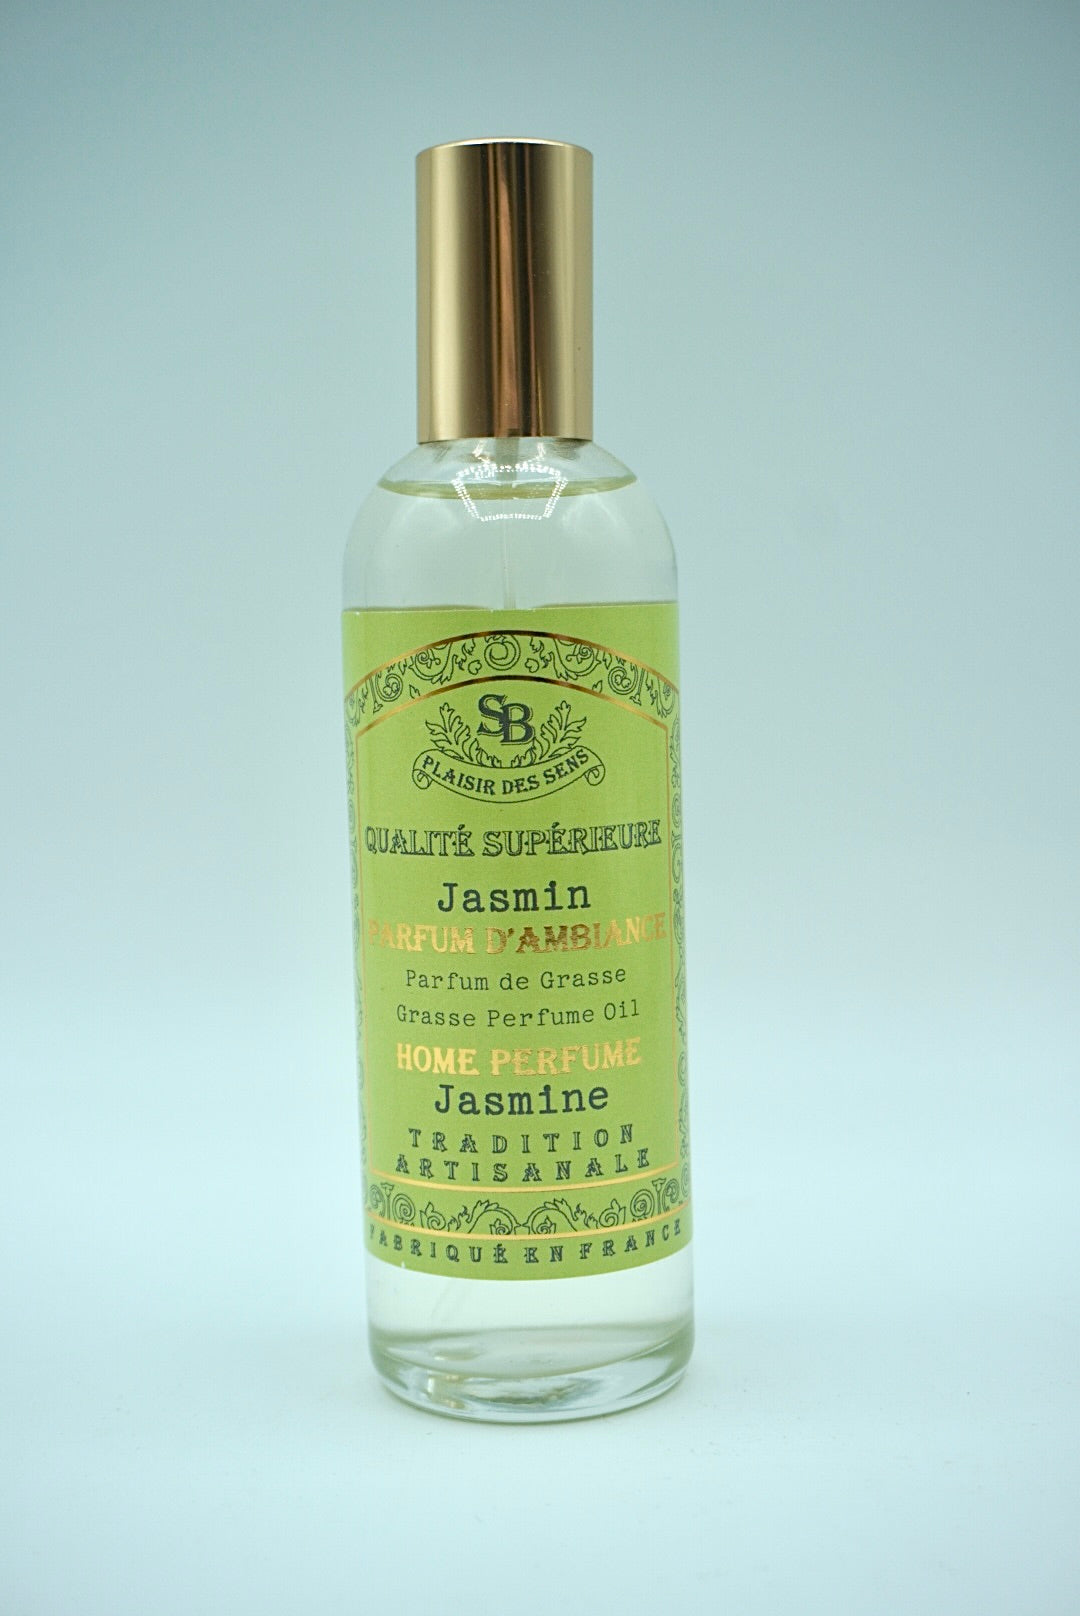 SB
PLAISIR DES SENS
QUALITÉ SUPÉRIEURE
Jasmin
PARFUM D'AMBIANCE
Parfum de Grasse
Grasse Perfume Oil
HOME PERFUME
Jasmine
TRADITION
ARTISANALE
FABRIQUÉ EN FRANCE